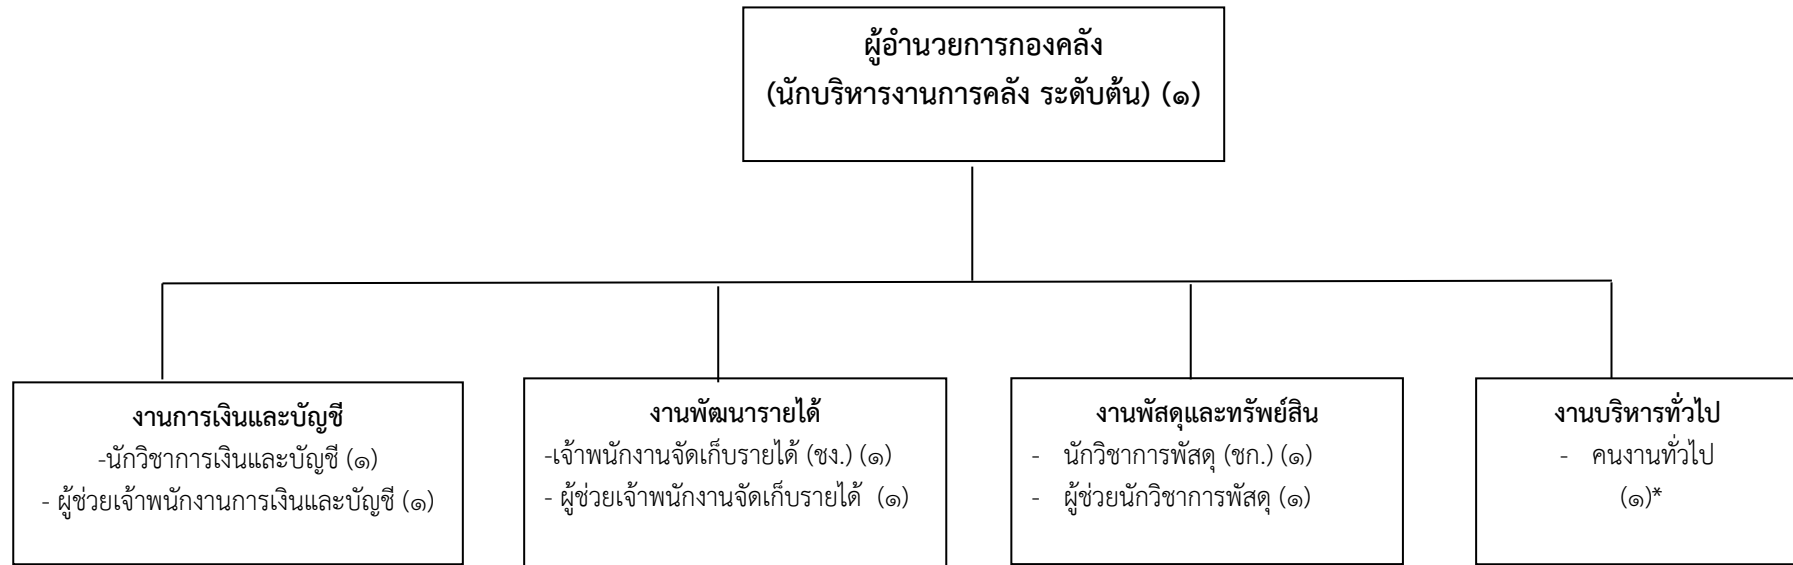 ผู้อำนวยการกองคลัง
(นักบริหารงานการคลัง ระดับต้น) (๑)
งานการเงินและบัญชี
-นักวิชาการเงินและบัญชี (๑)
- ผู้ช่วยเจ้าพนักงานการเงินและบัญชี (๑)
งานพัฒนารายได้
-เจ้าพนักงานจัดเก็บรายได้ (ชง.) (๑)
- ผู้ช่วยเจ้าพนักงานจัดเก็บรายได้ (๑)
งานพัสดุและทรัพย์สิน
- นักวิชาการพัสดุ (ชก.) (๑)
- ผู้ช่วยนักวิชาการพัสดุ (๑)
งานบริหารทั่วไป
- คนงานทั่วไป
(๑)*